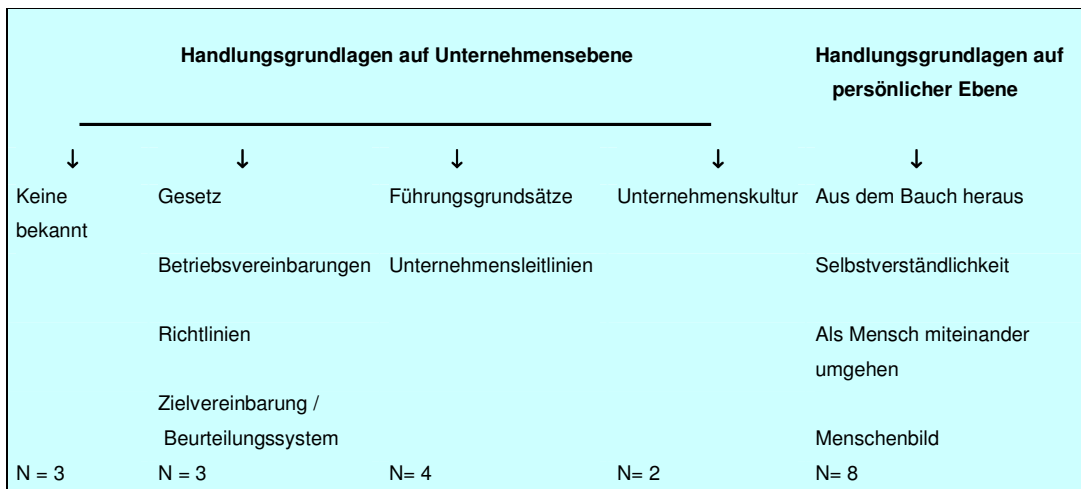 Handlungsgrundlagen auf Unternehmensebene
Handlungsgrundlagen auf
persönlicher Ebene
↓ ↓ ↓ ↓ ↓
Keine
bekannt
N = 3
Gesetz
Betriebsvereinbarungen
Richtlinien
Zielvereinbarung /
Beurteilungssystem
N = 3
Führungsgrundsätze
Unternehmensleitlinien
N= 4
Unternehmenskultur
N= 2
Aus dem Bauch heraus
Selbstverständlichkeit
Als Mensch miteinander
umgehen
Menschenbild
N= 8